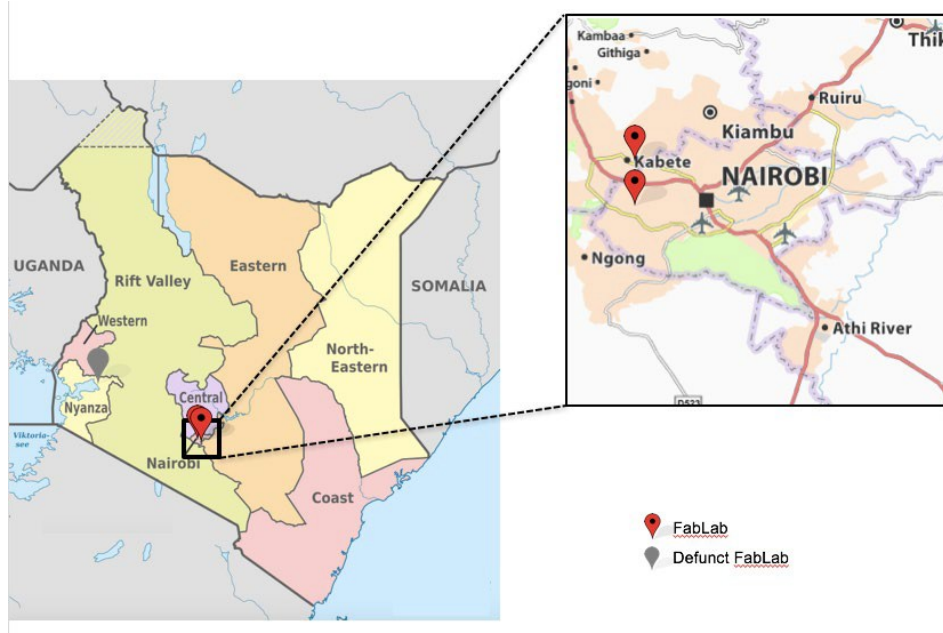 UGANDA
Rift Valley
Eastern
SOMALIA
Western
North-
Eastern
Nyanza
Central
Viktoria-
see
Nairobi
Coast
Kambaa
Githiga
Thik
goni
Ruiru
Kiambu
Kabete
NAIROBI
Ngong
Athi River
D523
FabLab
Defunct FabLab